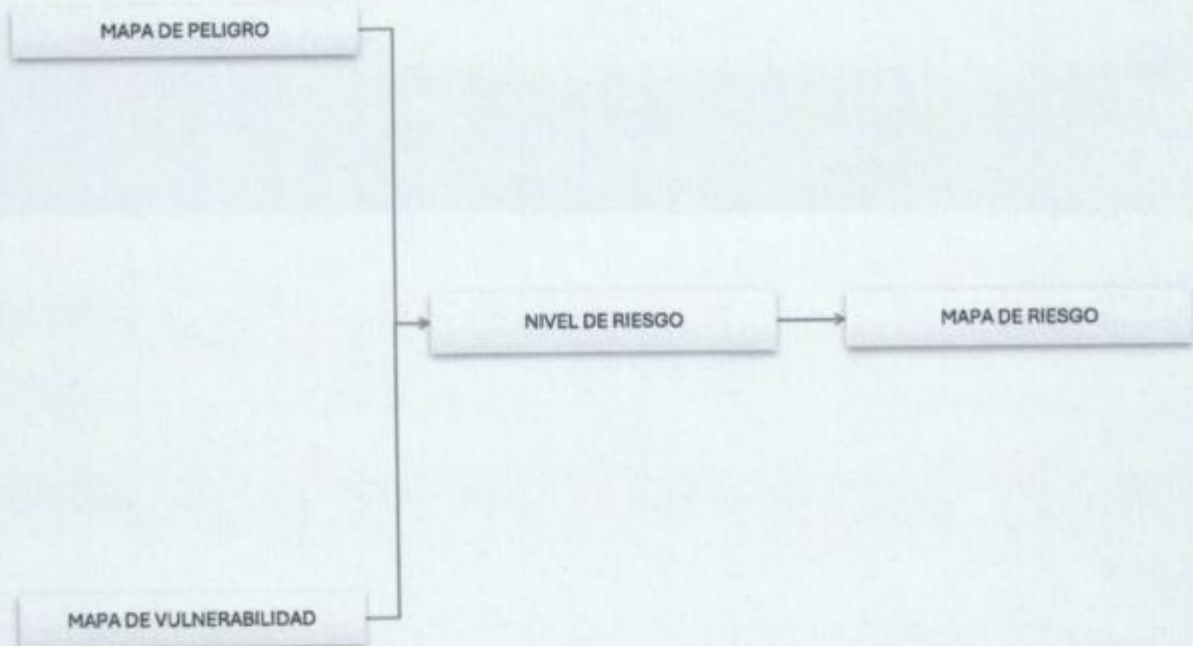 MAPA DE PELIGRO
NIVEL DE RIESGO
MAPA DE RIESGO
MAPA DE VULNERABILIDAD